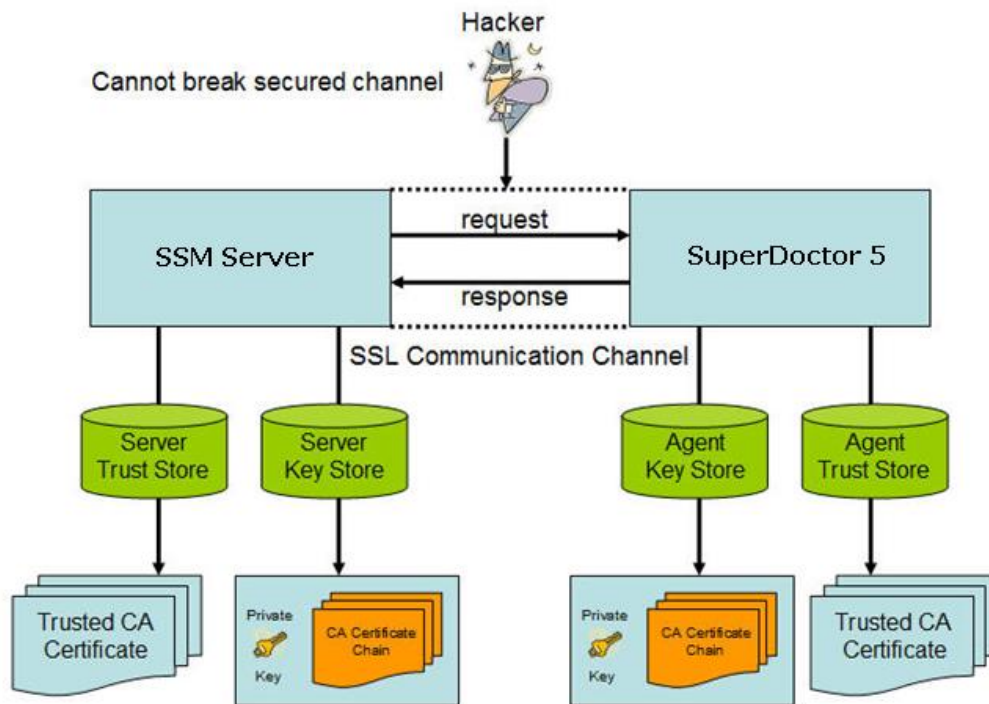 Hacker
Cannot break secured channel
SSM Server
request
response
SuperDoctor 5
SSL Communication Channel
Server
Trust Store
Server
Key Store
Agent
Key Store
Agent
Trust Store
Trusted CA
Certificate
Private
Key
CA Certificate
Chain
Private
Key
CA Certificate
Chain
Trusted CA
Certificate